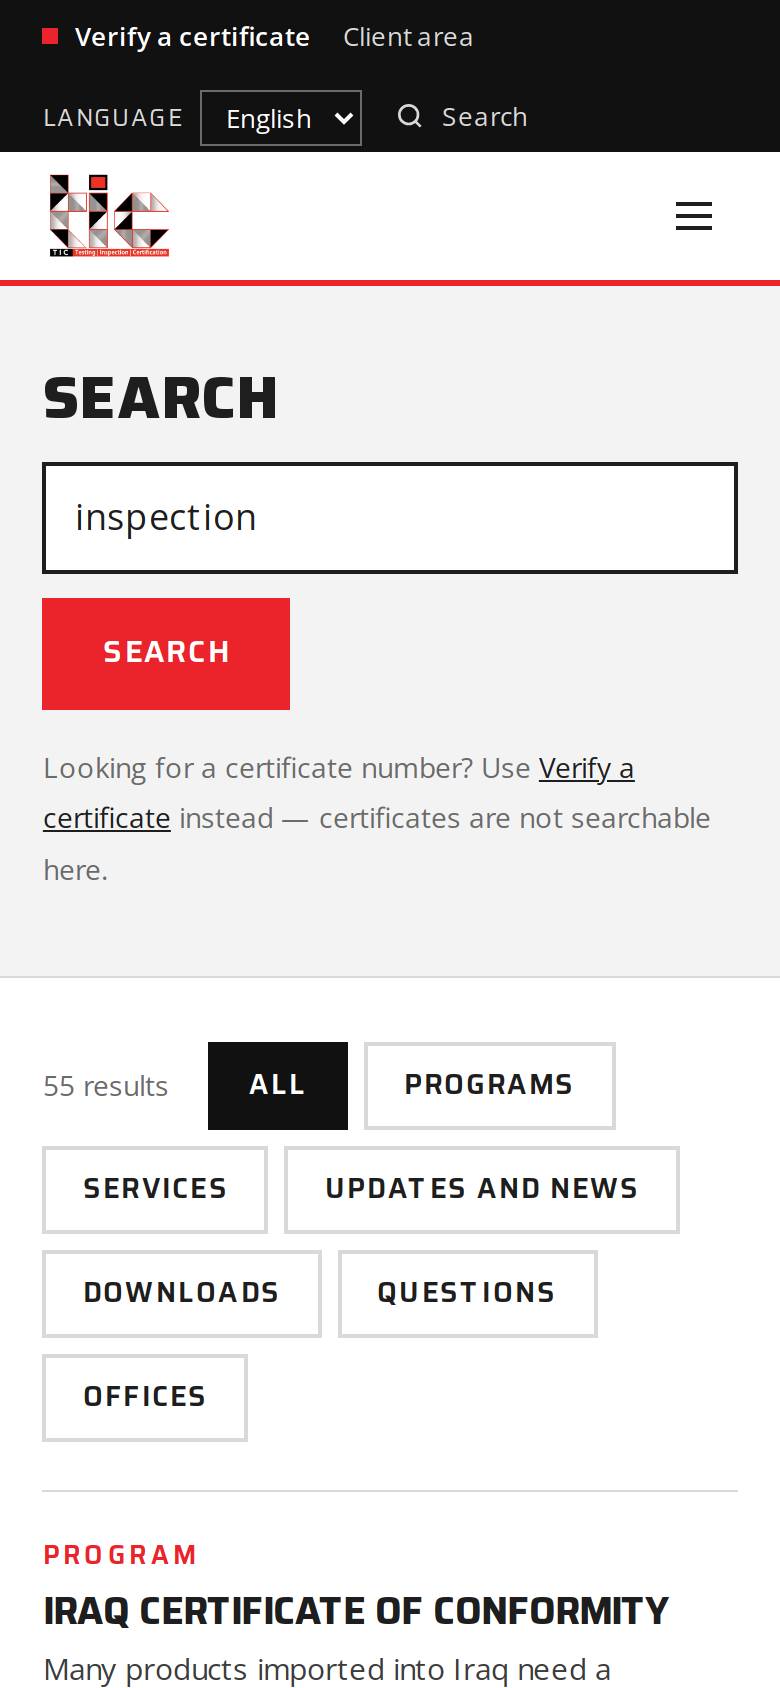 Verify a certificate Client area
LANGUAGE English Search
tic
TIC Testing | Inspection | Certification
SEARCH
inspection
SEARCH
Looking for a certificate number? Use Verify a
certificate instead — certificates are not searchable
here.
55 results ALL PROGRAMS
SERVICES UPDATES AND NEWS
DOWNLOADS QUESTIONS
OFFICES
PROGRAM
IRAQ CERTIFICATE OF CONFORMITY
Many products imported into Iraq need a